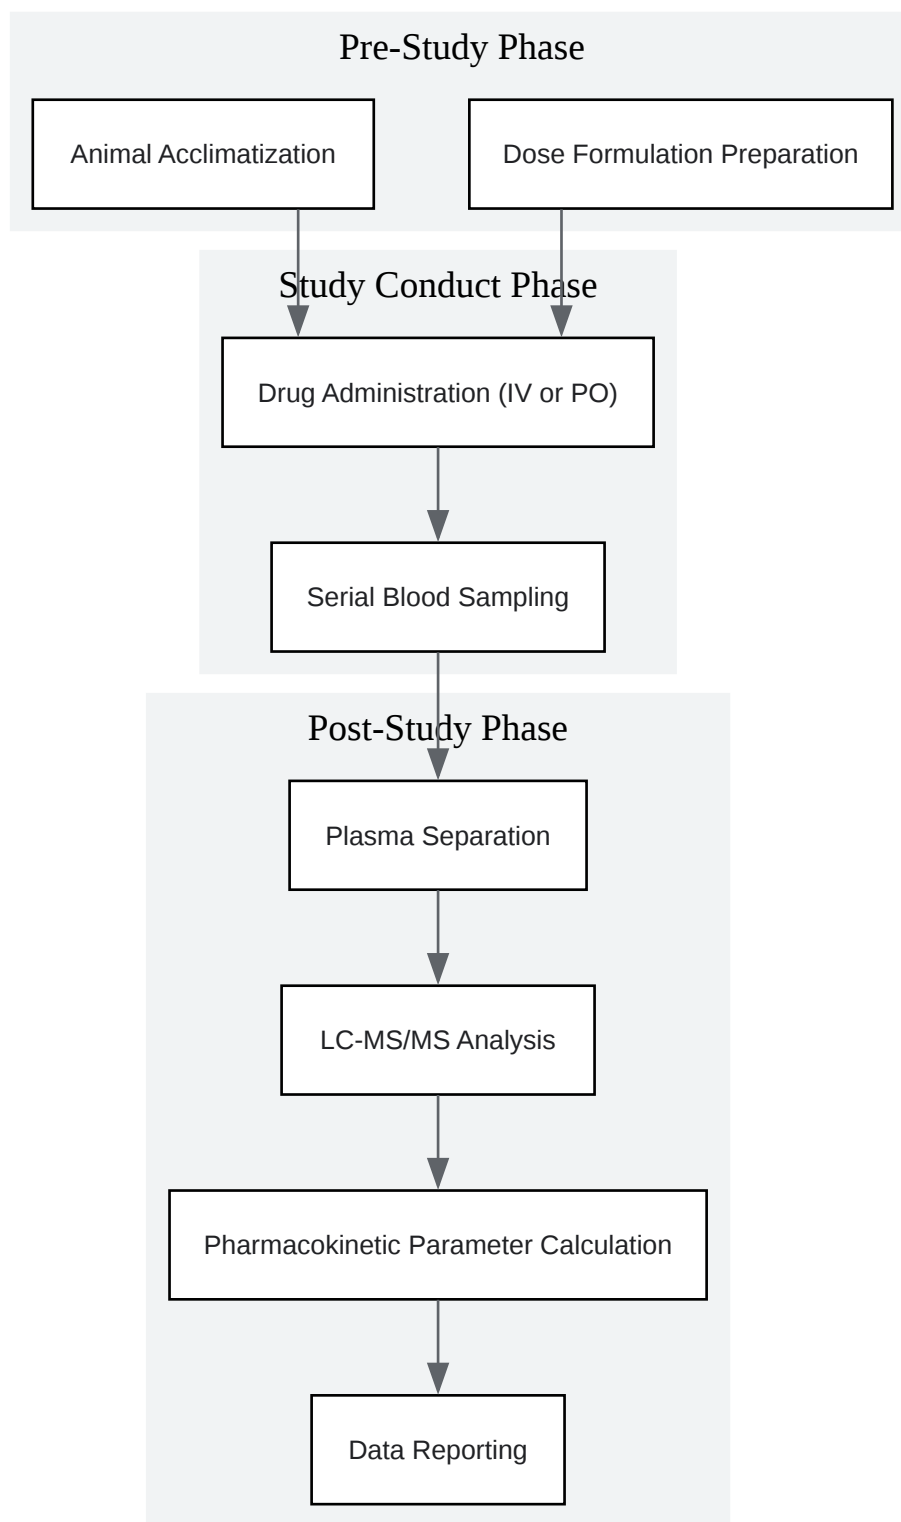 Pre-Study Phase
Animal Acclimatization
Dose Formulation Preparation
Study Conduct Phase
Drug Administration (IV or PO)
Serial Blood Sampling
Post-Study Phase
Plasma Separation
LC-MS/MS Analysis
Pharmacokinetic Parameter Calculation
Data Reporting